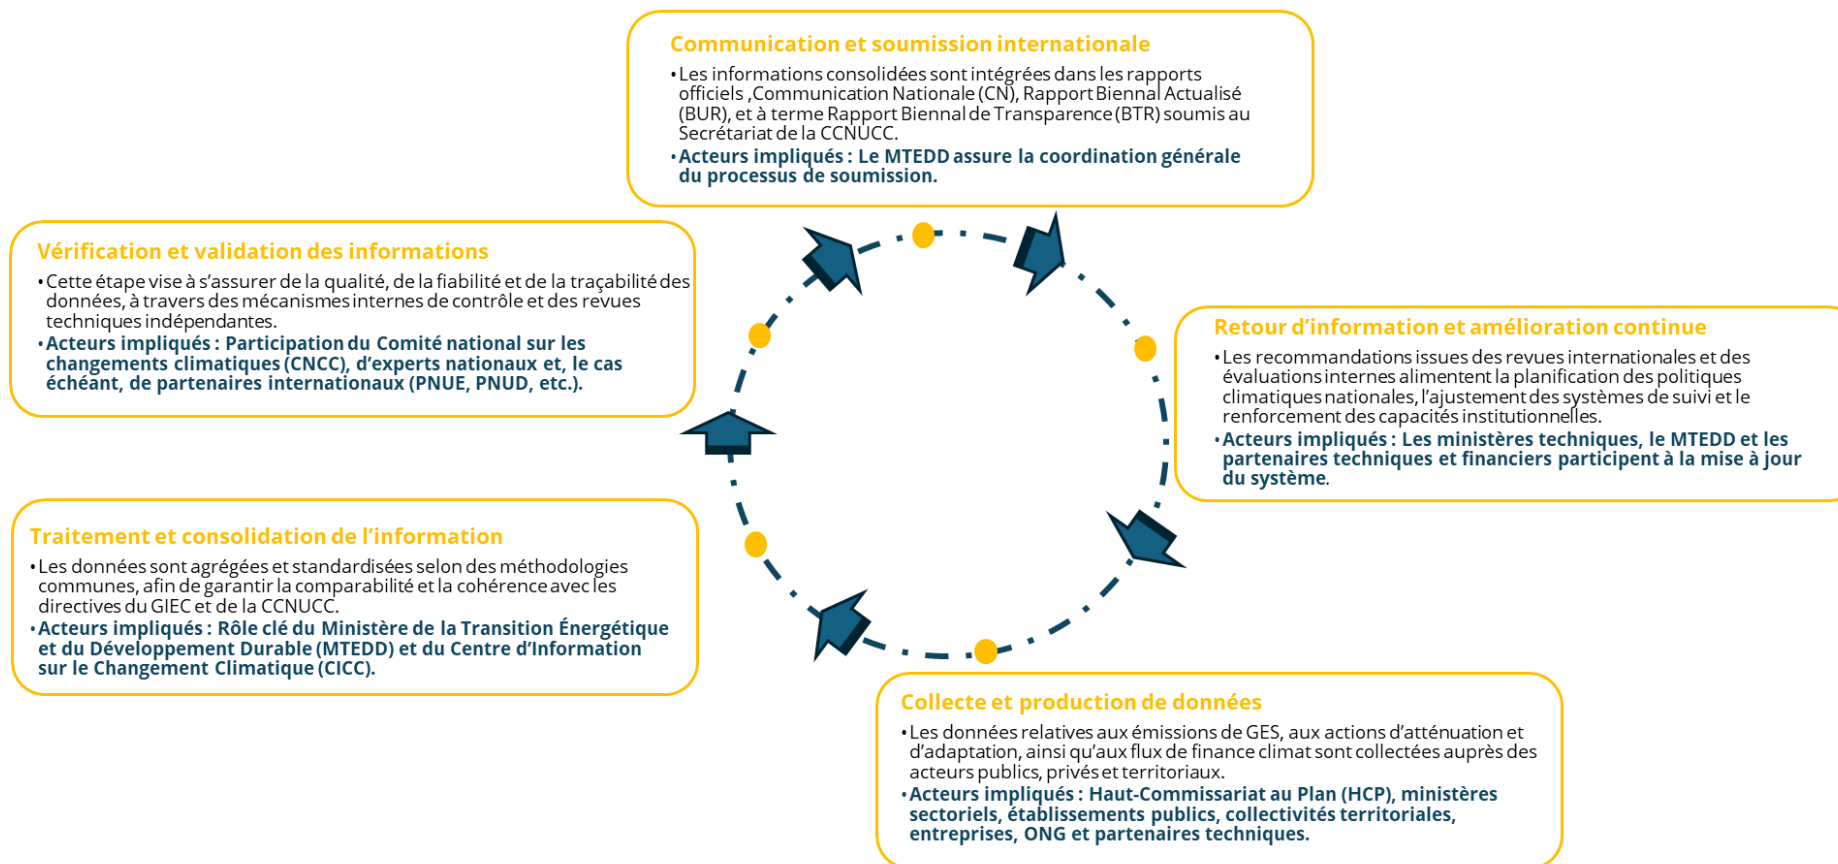 Communication et soumission internationale
•Les informations consolidées sont intégrées dans les rapports
officiels ,Communication Nationale (CN), Rapport Biennal Actualisé
(BUR), et à terme Rapport Biennal de Transparence (BTR) soumis au
Secrétariat de la CCNUCC.
•Acteurs impliqués : Le MTEDD assure la coordination générale
du processus de soumission.
Vérification et validation des informations
•Cette étape vise à s’assurer de la qualité, de la fiabilité et de la traçabilité des
données, à travers des mécanismes internes de contrôle et des revues
techniques indépendantes.
•Acteurs impliqués : Participation du Comité national sur les
changements climatiques (CNCC), d’experts nationaux et, le cas
échéant, de partenaires internationaux (PNUE, PNUD, etc.).
Retour d’information et amélioration continue
•Les recommandations issues des revues internationales et des
évaluations internes alimentent la planification des politiques
climatiques nationales, l’ajustement des systèmes de suivi et le
renforcement des capacités institutionnelles.
•Acteurs impliqués : Les ministères techniques, le MTEDD et les
partenaires techniques et financiers participent à la mise à jour
du système.
Traitement et consolidation de l’information
•Les données sont agrégées et standardisées selon des méthodologies
communes, afin de garantir la comparabilité et la cohérence avec les
directives du GIEC et de la CCNUCC.
•Acteurs impliqués : Rôle clé du Ministère de la Transition Énergétique
et du Développement Durable (MTEDD) et du Centre d’Information
sur le Changement Climatique (CICC).
Collecte et production de données
•Les données relatives aux émissions de GES, aux actions d’atténuation et
d’adaptation, ainsi qu’aux flux de finance climat sont collectées auprès des
acteurs publics, privés et territoriaux.
•Acteurs impliqués : Haut-Commissariat au Plan (HCP), ministères
sectoriels, établissements publics, collectivités territoriales,
entreprises, ONG et partenaires techniques.